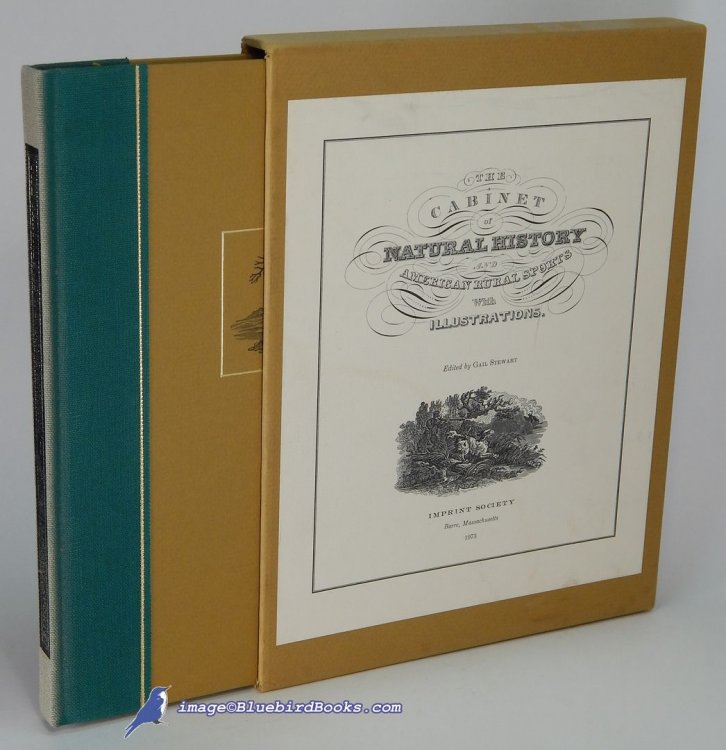 THE
CABINET
of
NATURAL HISTORY
AND
AMERICAN RURAL SPORTS
With
ILLUSTRATIONS.
Edited by GAIL STEWART
IMPRINT SOCIETY
Barre, Massachusetts
1973
image©BluebirdBooks.com